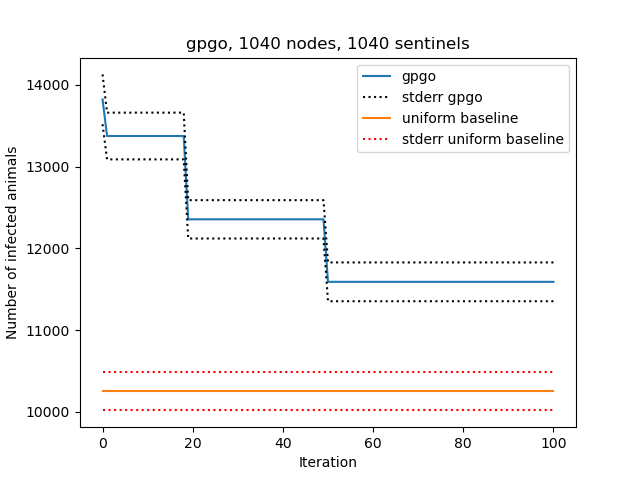 gpgo, 1040 nodes, 1040 sentinels
gpgo
stderr gpgo
uniform baseline
stderr uniform baseline
Number of infected animals
14000
13000
12000
11000
10000
0 20 40 60 80 100
Iteration